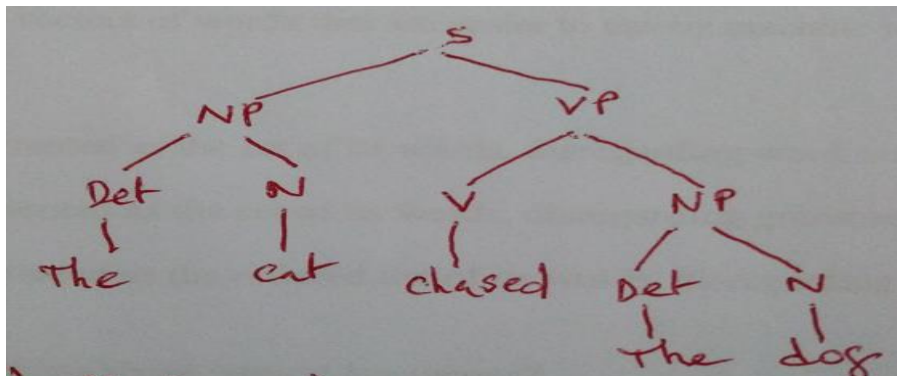 S
NP VP
Det N V NP
The cat chased Det N
The dog